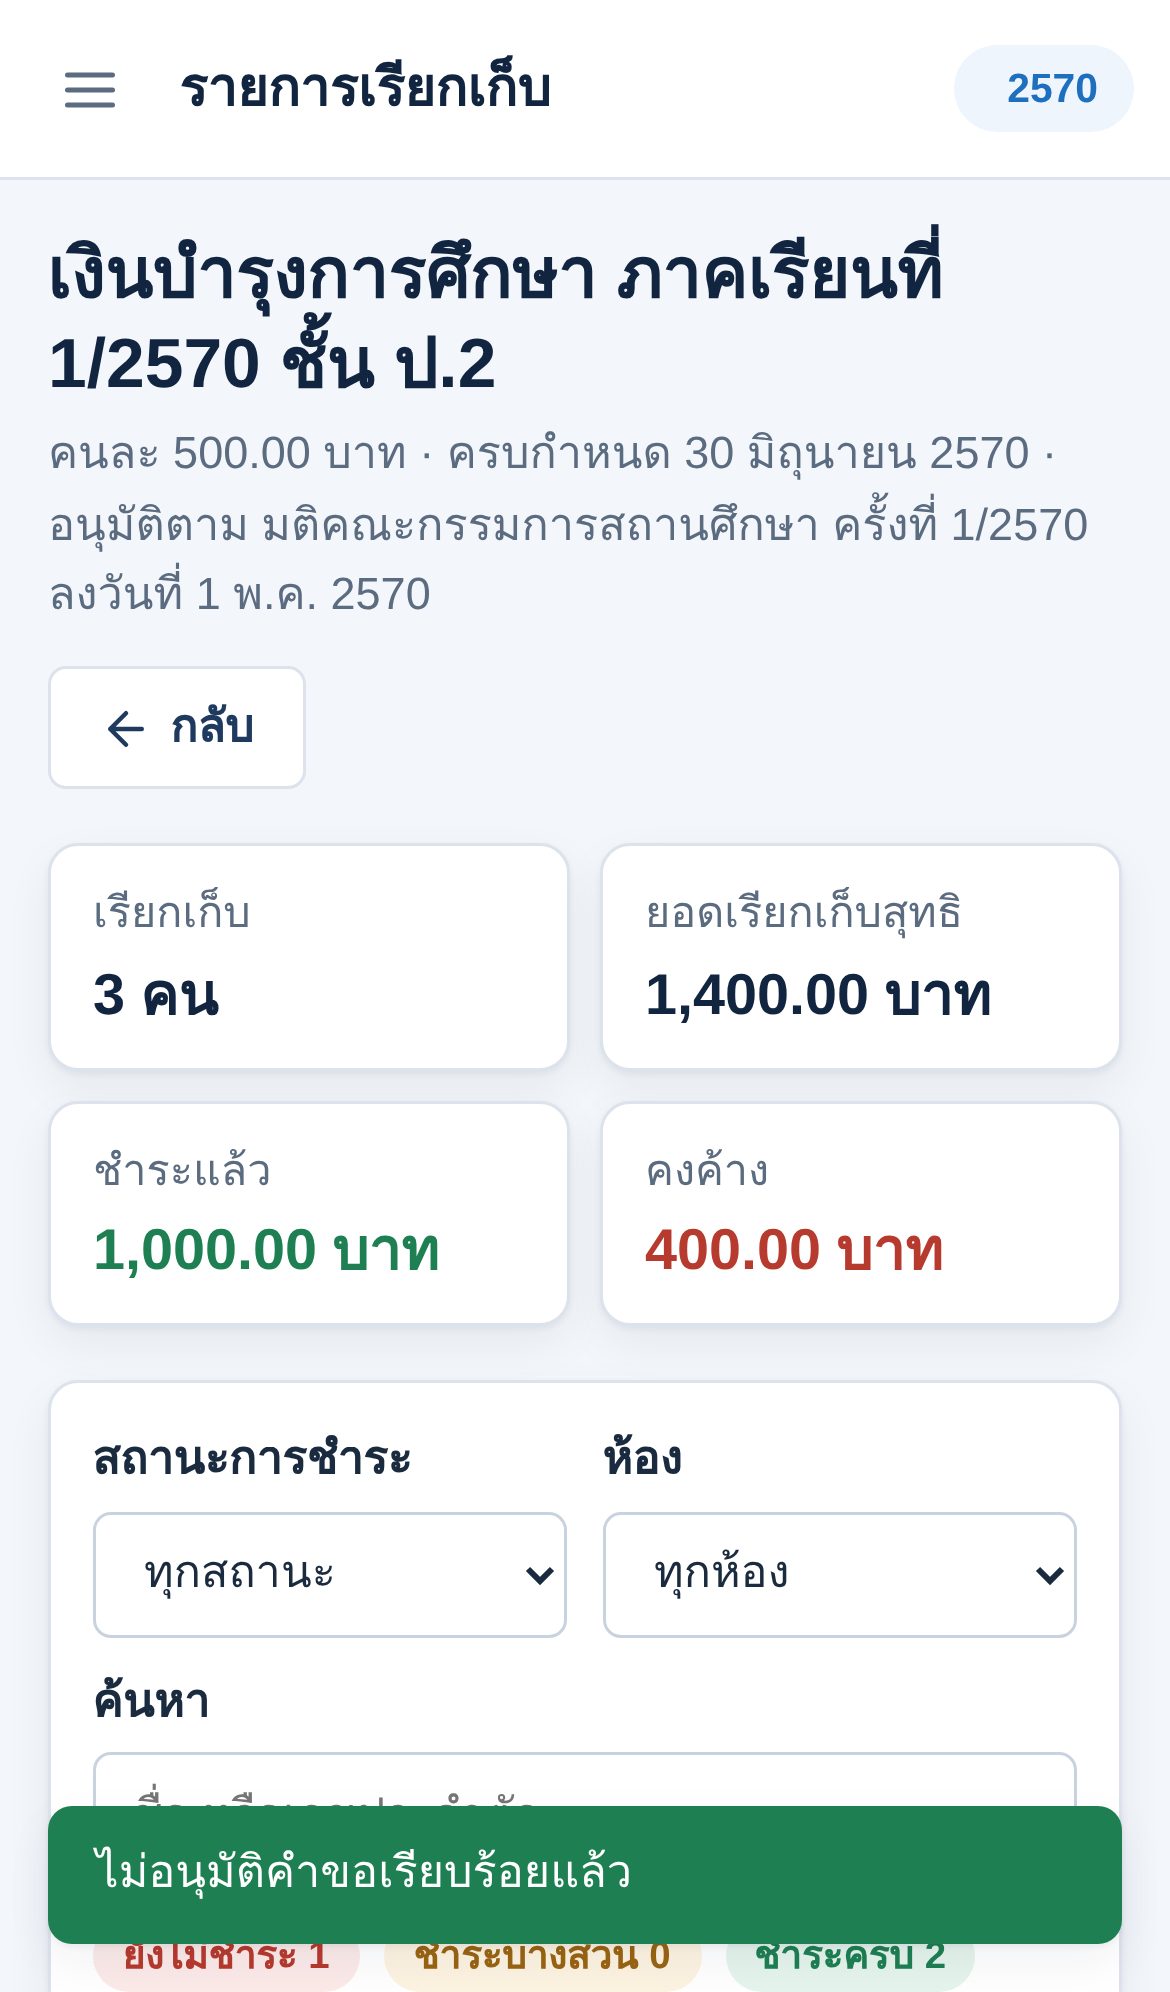 รายการเรียกเก็บ
2570
เงินบำรุงการศึกษา ภาคเรียนที่
1/2570 ชั้น ป.2
คนละ 500.00 บาท · ครบกำหนด 30 มิถุนายน 2570 ·
อนุมัติตาม มติคณะกรรมการสถานศึกษา ครั้งที่ 1/2570
ลงวันที่ 1 พ.ค. 2570
กลับ
เรียกเก็บ
3 คน
ยอดเรียกเก็บสุทธิ
1,400.00 บาท
ชำระแล้ว
1,000.00 บาท
คงค้าง
400.00 บาท
สถานะการชำระ
ห้อง
ทุกสถานะ
ทุกห้อง
ค้นหา
ไม่อนุมัติคำขอเรียบร้อยแล้ว
ยังไม่ชำระ 1
ชำระบางส่วน 0
ชำระครบ 2